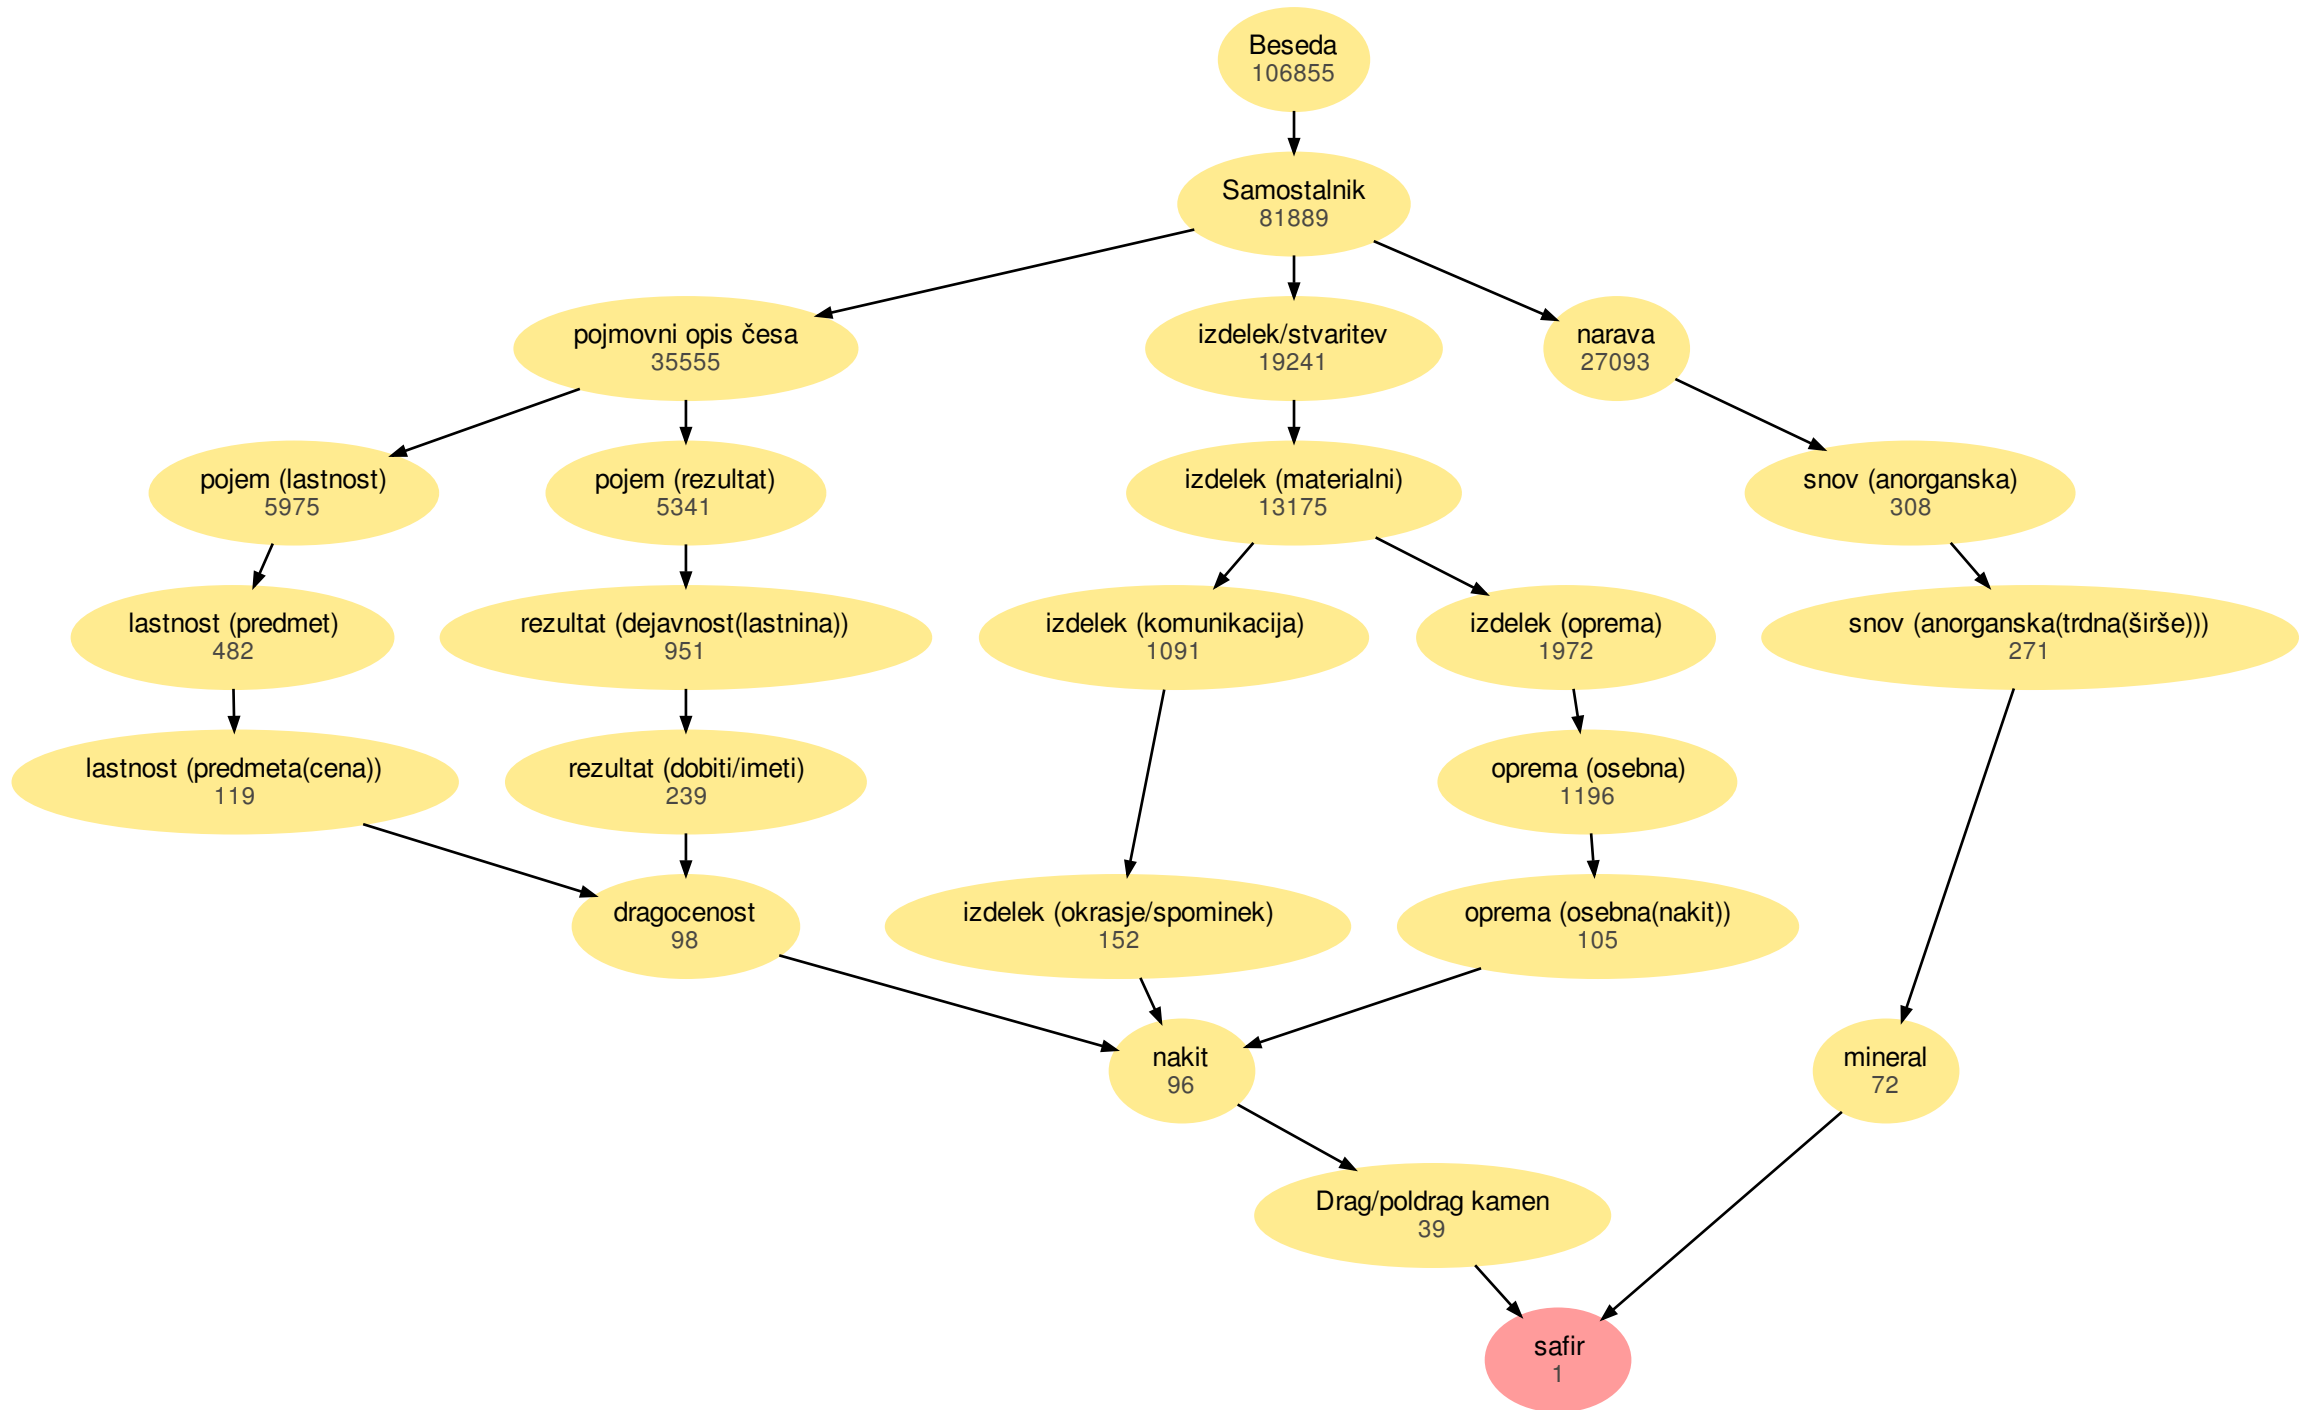 Beseda
106855
Samostalnik
81889
pojmovni opis česa
35555
izdelek/stvaritev
19241
narava
27093
pojem (lastnost)
5975
pojem (rezultat)
5341
izdelek (materialni)
13175
snov (anorganska)
308
lastnost (predmet)
482
rezultat (dejavnost(lastnina))
951
izdelek (komunikacija)
1091
izdelek (oprema)
1972
snov (anorganska(trdna(širše)))
271
lastnost (predmeta(cena))
119
rezultat (dobiti/imeti)
239
oprema (osebna)
1196
dragocenost
98
izdelek (okrasje/spominek)
152
oprema (osebna(nakit))
105
nakit
96
mineral
72
Drag/poldrag kamen
39
safir
1